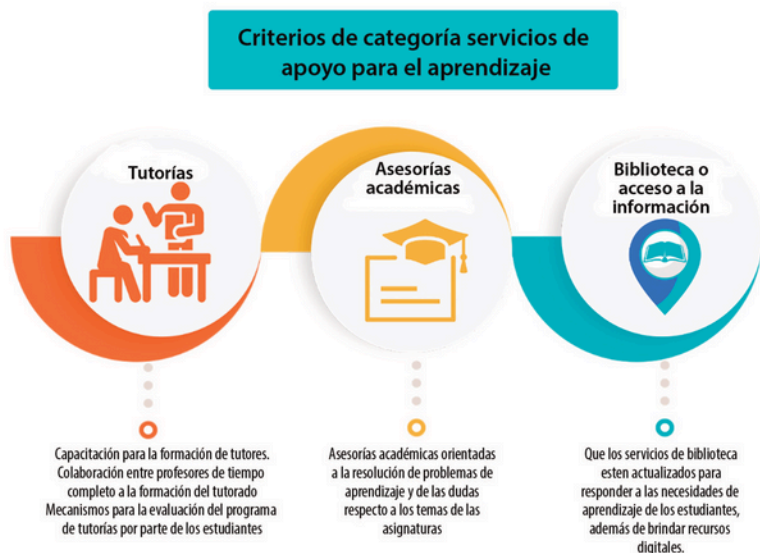 Criterios de categoría servicios de
apoyo para el aprendizaje
Tutorías
Asesorías
académicas
Biblioteca o
acceso a la
información
Capacitación para la formación de tutores.
Colaboración entre profesores de tiempo
completo a la formación del tutorado
Mecanismos para la evaluación del programa
de tutorías por parte de los estudiantes
Asesorías académicas orientadas
a la resolución de problemas de
aprendizaje y de las dudas
respecto a los temas de las
asignaturas
Que los servicios de biblioteca
esten actualizados para
responder a las necesidades de
aprendizaje de los estudiantes,
además de brindar recursos
digitales.